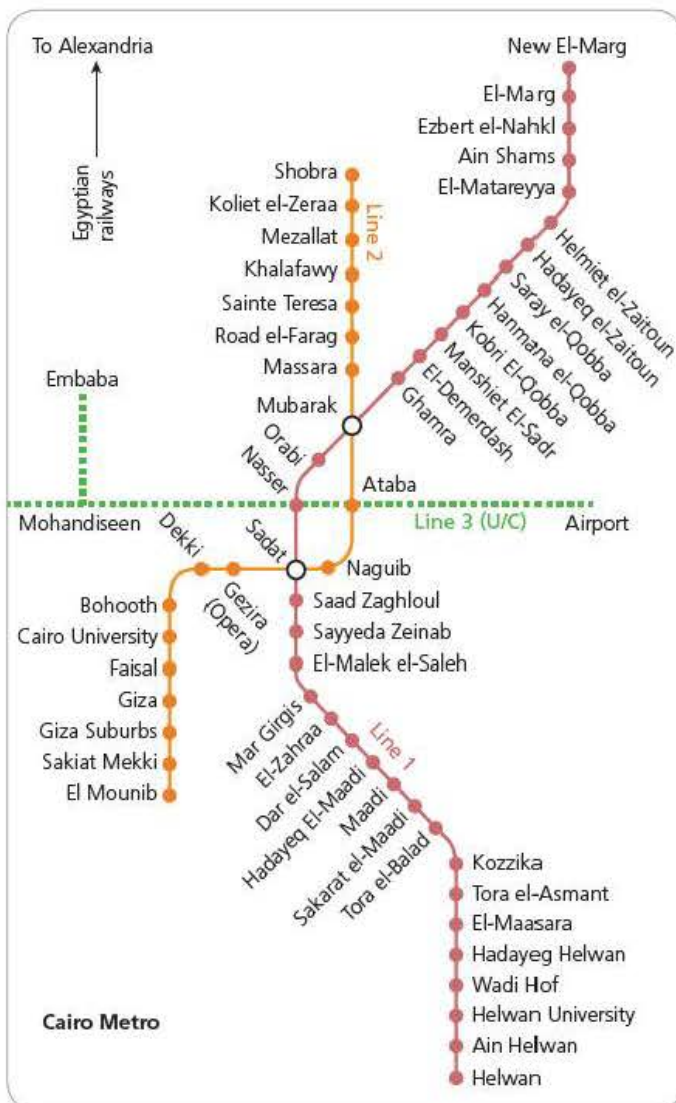 To Alexandria
New El-Marg
El-Marg
Ezbert el-Nahkl
Ain Shams
El-Matareyya
Egyptian
railways
Shobra
Koliet el-Zeraa
Mezallat
Khalafawy
Sainte Teresa
Road el-Farag
Massara
Mubarak
Line 2
Helmiet el-Zaitoun
Hadayeq el-Zaitoun
Saray el-Qobba
Hanmana el-Qobba
Kobri El-Qobba
Manshiet El-Sadr
El-Demerdash
Ghamra
Embaba
Orabi
Nasser
Ataba
Mohandiseen
Line 3 (U/C)
Airport
Dekki
Sadat
Gezira
(Opera)
Naguib
Bohooth
Cairo University
Faisal
Giza
Giza Suburbs
Sakiat Mekki
El Mounib
Saad Zaghloul
Sayyeda Zeinab
El-Malek el-Saleh
Mar Girgis
El-Zahraa
Dar el-Salam
Hadayeq El-Maadi
Maadi
Sakarat el-Maadi
Tora el-Balad
Line 1
Kozzika
Tora el-Asmant
El-Maasara
Hadayeg Helwan
Wadi Hof
Helwan University
Ain Helwan
Helwan
Cairo Metro